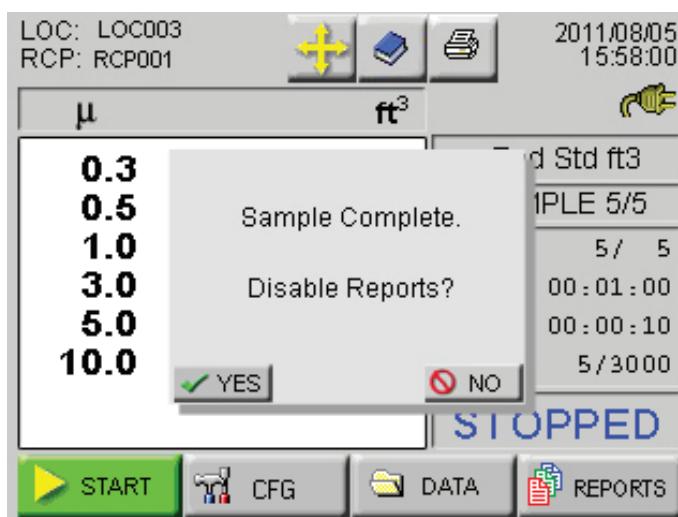 LOC: LOC003
RCP: RCP001
2011/08/05
15:58:00
µ ft³
0.3
0.5
1.0
3.0
5.0
10.0
d Std ft3
MPLE 5/5
5/ 5
00:01:00
00:00:10
5/3000
STOPPED
Sample Complete.
Disable Reports?
YES NO
START CFG DATA REPORTS